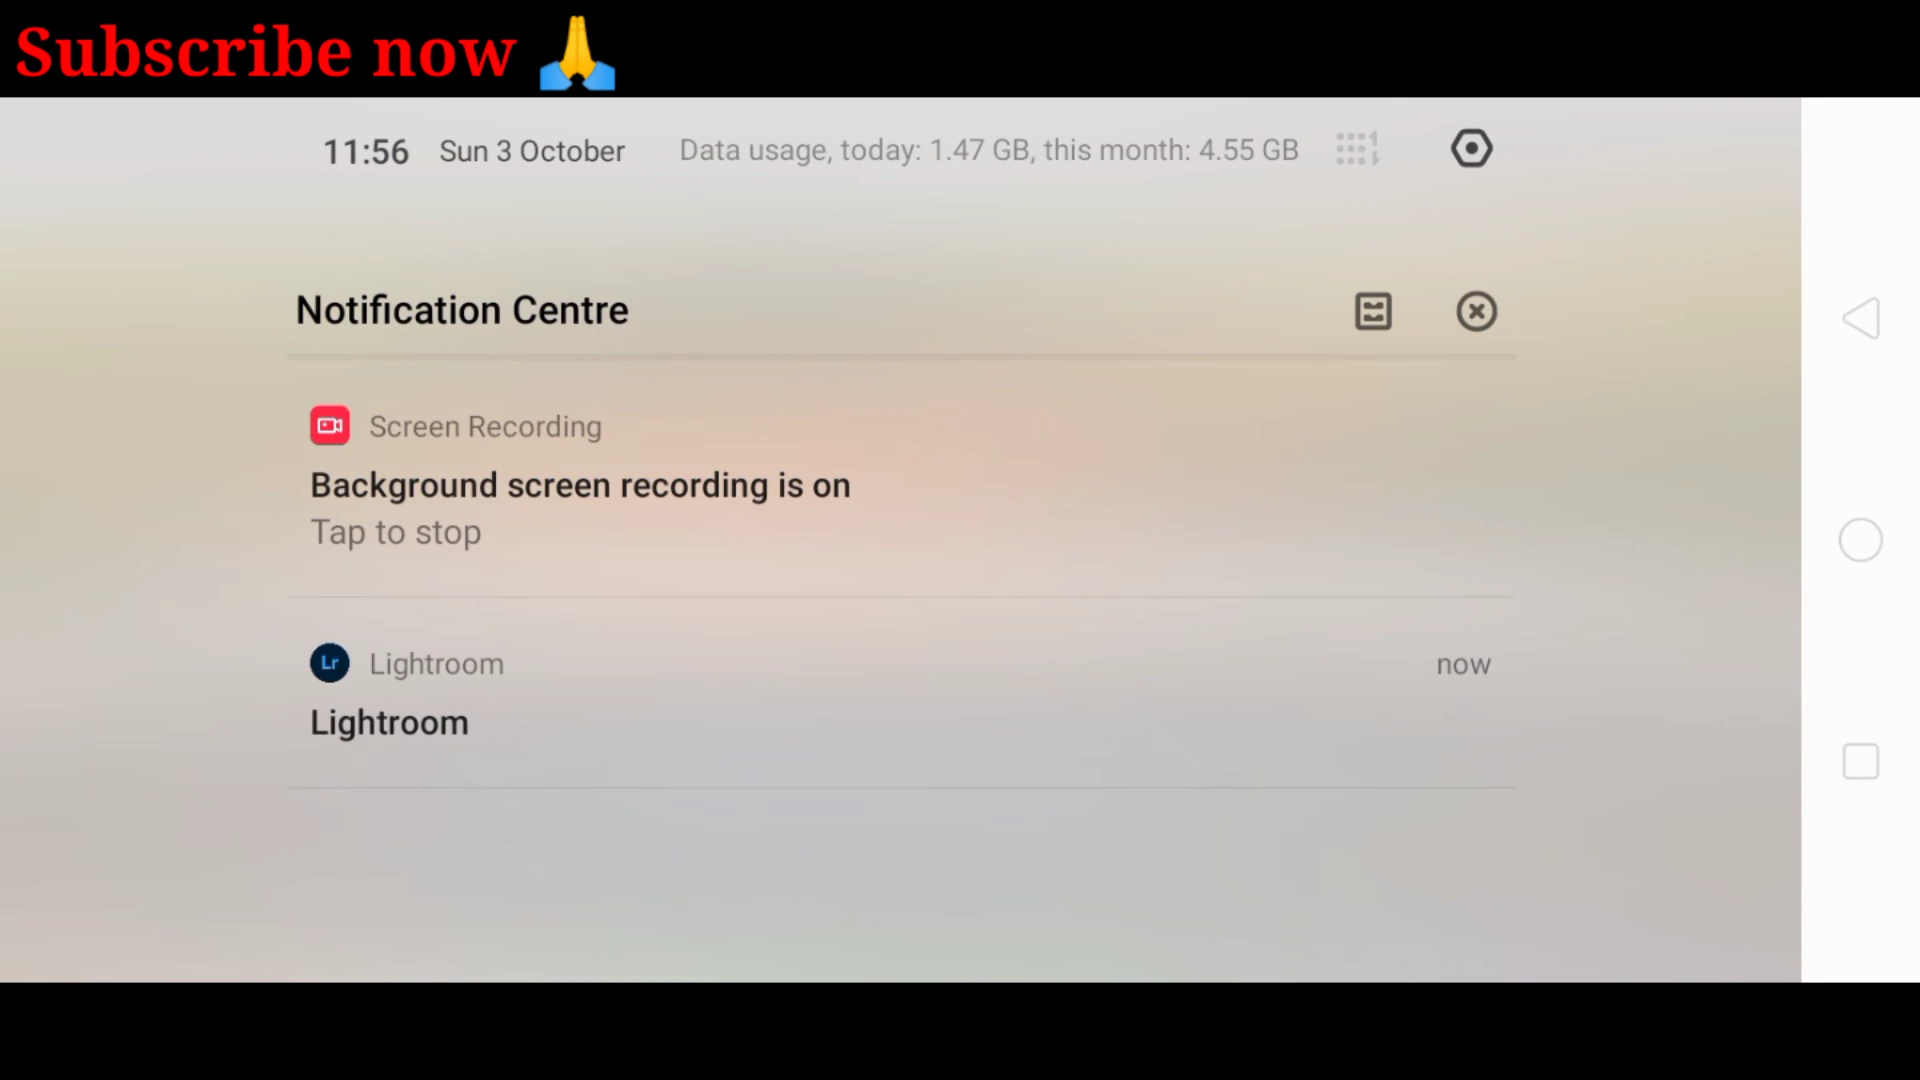 Subscribe now 🙏
11:56 Sun 3 October Data usage, today: 1.47 GB, this month: 4.55 GB
Notification Centre
Screen Recording
Background screen recording is on
Tap to stop
Lr Lightroom now
Lightroom